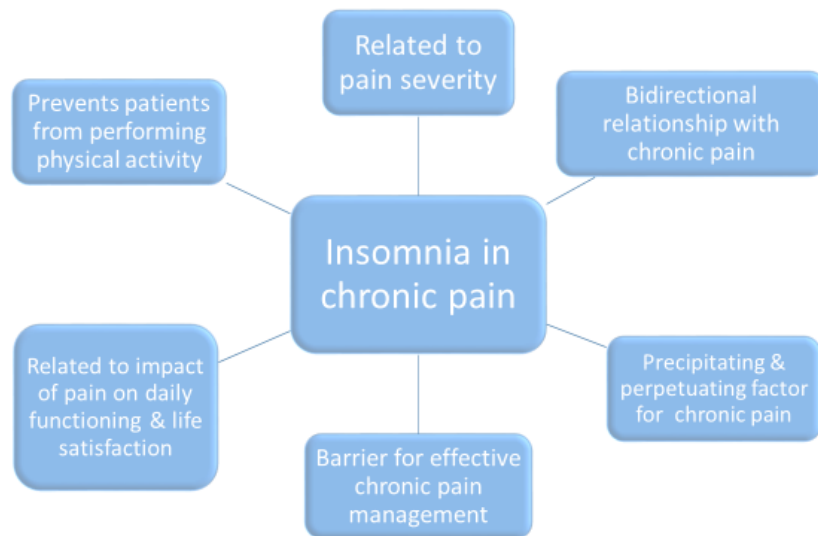 Related to
pain severity
Prevents patients
from performing
physical activity
Bidirectional
relationship with
chronic pain
Insomnia in
chronic pain
Related to impact
of pain on daily
functioning & life
satisfaction
Precipitating &
perpetuating factor
for chronic pain
Barrier for effective
chronic pain
management